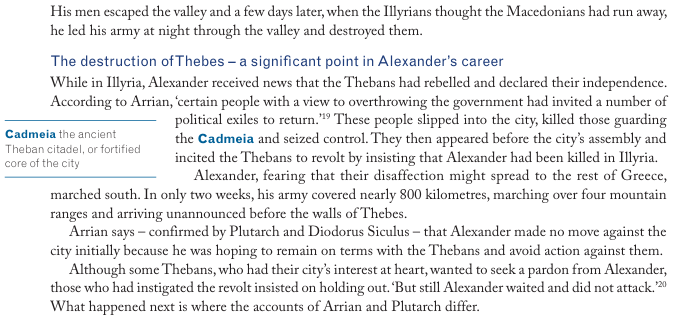 His men escaped the valley and a few days later, when the Illyrians thought the Macedonians had run away,
he led his army at night through the valley and destroyed them.
The destruction of Thebes – a significant point in Alexander's career
While in Illyria, Alexander received news that the Thebans had rebelled and declared their independence.
According to Arrian, 'certain people with a view to overthrowing the government had invited a number of
political exiles to return.'19 These people slipped into the city, killed those guarding
the Cadmeia and seized control. They then appeared before the city's assembly and
incited the Thebans to revolt by insisting that Alexander had been killed in Illyria.
Cadmeia the ancient
Theban citadel, or fortified
core of the city
Alexander, fearing that their disaffection might spread to the rest of Greece,
marched south. In only two weeks, his army covered nearly 800 kilometres, marching over four mountain
ranges and arriving unannounced before the walls of Thebes.
Arrian says – confirmed by Plutarch and Diodorus Siculus – that Alexander made no move against the
city initially because he was hoping to remain on terms with the Thebans and avoid action against them.
Although some Thebans, who had their city's interest at heart, wanted to seek a pardon from Alexander,
those who had instigated the revolt insisted on holding out. 'But still Alexander waited and did not attack.'20
What happened next is where the accounts of Arrian and Plutarch differ.